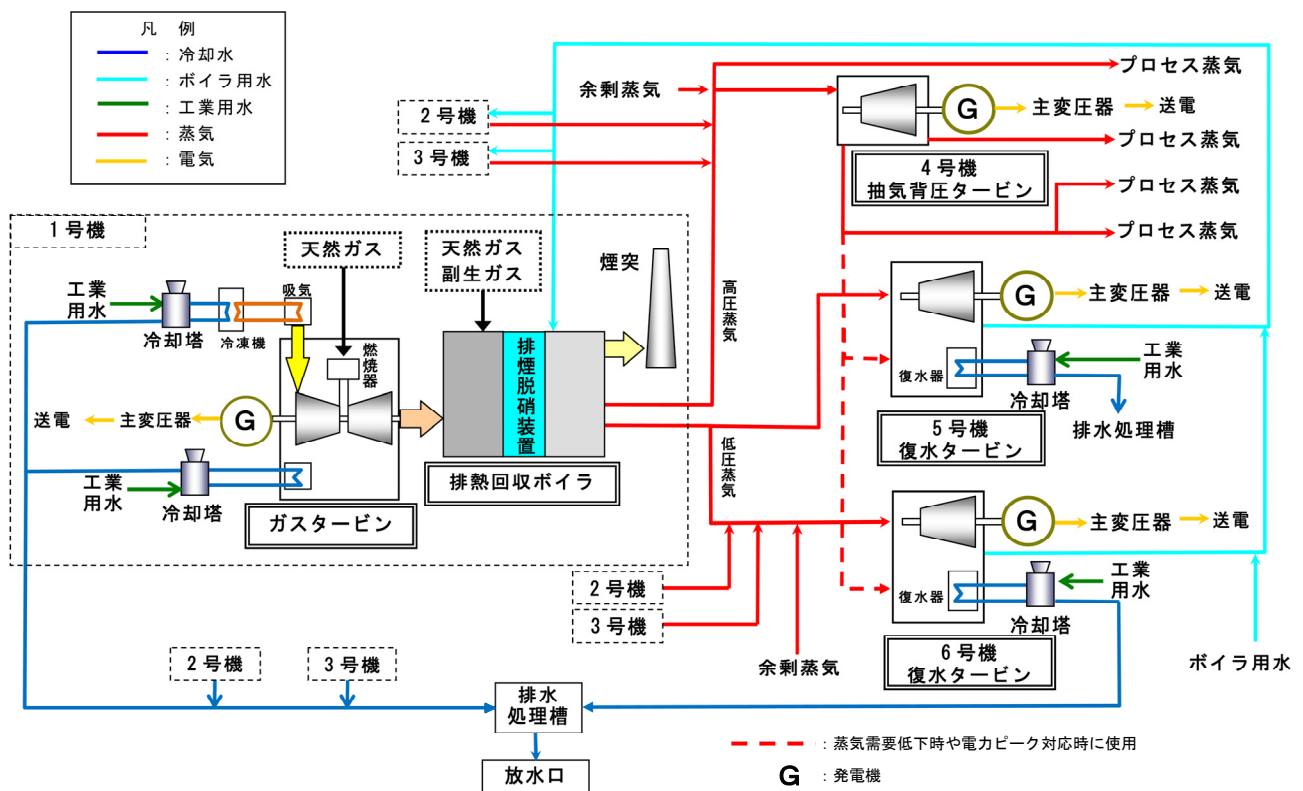 凡 例
：冷却水
：ボイラ用水
：工業用水
：蒸気
：電気
余剰蒸気
プロセス蒸気
2号機
3号機
G
主変圧器
送電
プロセス蒸気
4号機
抽気背圧タービン
プロセス蒸気
プロセス蒸気
1号機
天然ガス
天然ガス
副生ガス
煙突
高圧蒸気
工業
用水
冷却塔
冷凍機
吸気
燃焼器
排煙脱硝装置
送電
主変圧器
G
工業
用水
冷却塔
ガスタービン
排熱回収ボイラ
低圧蒸気
G
主変圧器
送電
復水器
冷却塔
工業
用水
排水処理槽
5号機
復水タービン
G
主変圧器
送電
復水器
冷却塔
工業
用水
6号機
復水タービン
ボイラ用水
2号機
3号機
余剰蒸気
2号機
3号機
排水
処理槽
放水口
：蒸気需要低下時や電力ピーク対応時に使用
G ：発電機